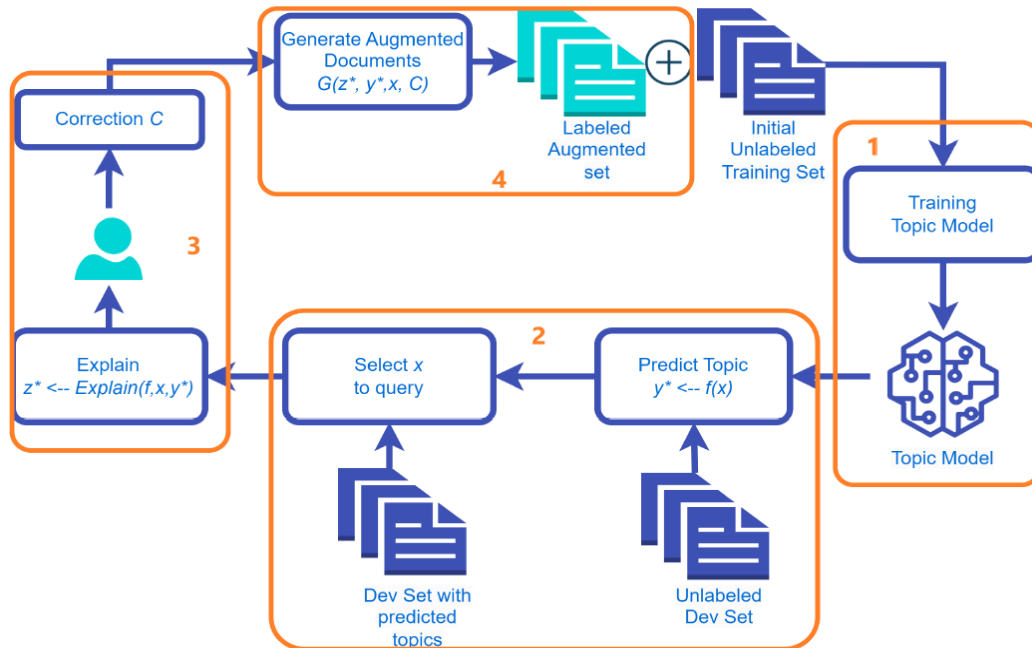 Generate Augmented
Documents
G(z*, y*,x, C)
Labeled
Augmented
set
4
Initial
Unlabeled
Training Set
1
Training
Topic Model
Topic Model
2
Predict Topic
y* <-- f(x)
Unlabeled
Dev Set
Select x
to query
Dev Set with
predicted
topics
3
Explain
z* <-- Explain(f,x,y*)
Correction C